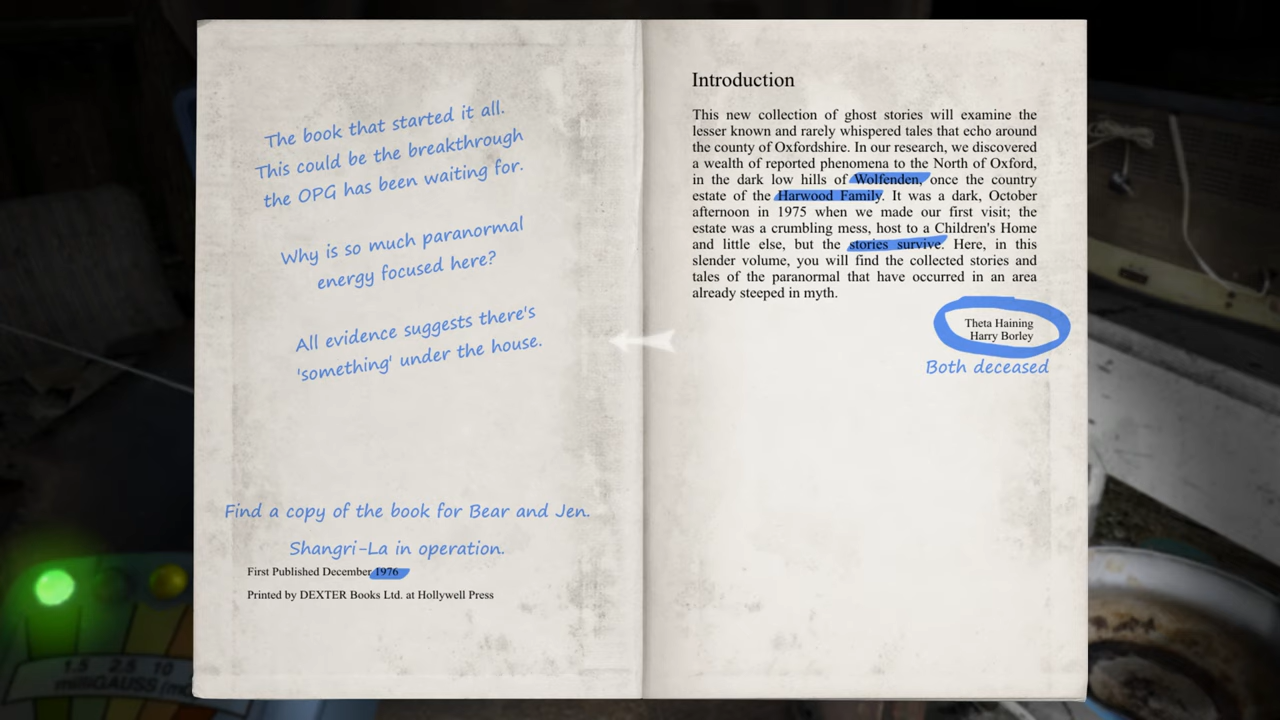 The book that started it all.
This could be the breakthrough
the OPG has been waiting for.
Why is so much paranormal
energy focused here?
All evidence suggests there's
'something' under the house.
Find a copy of the book for Bear and Jen.
Shangri-La in operation.
First Published December 1976
Printed by DEXTER Books Ltd. at Hollywell Press
Introduction
This new collection of ghost stories will examine the
lesser known and rarely whispered tales that echo around
the county of Oxfordshire. In our research, we discovered
a wealth of reported phenomena to the North of Oxford,
in the dark low hills of Wolfenden, once the country
estate of the Harwood Family. It was a dark, October
afternoon in 1975 when we made our first visit; the
estate was a crumbling mess, host to a Children's Home
and little else, but the stories survive. Here, in this
slender volume, you will find the collected stories and
tales of the paranormal that have occurred in an area
already steeped in myth.
Theta Haining
Harry Borley
Both deceased
1.5 2.5 10
milliGAUSS (m